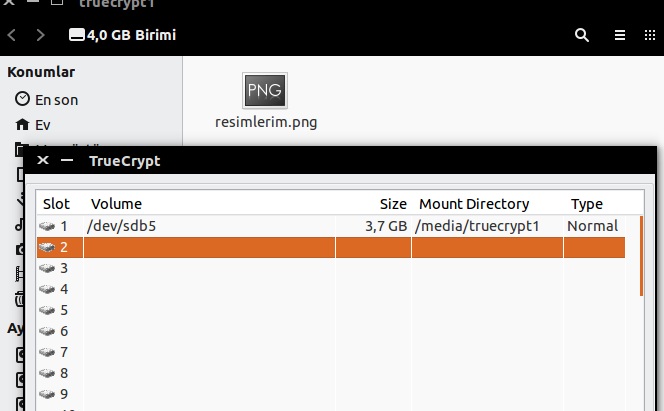 truecrypt1
4,0 GB Birimi
Konumlar
En son
Ev
PNG
resimlerim.png
TrueCrypt
Slot Volume Size Mount Directory Type
1 /dev/sdb5 3,7 GB /media/truecrypt1 Normal
2
3
4
5
6
7
8
9
Ay